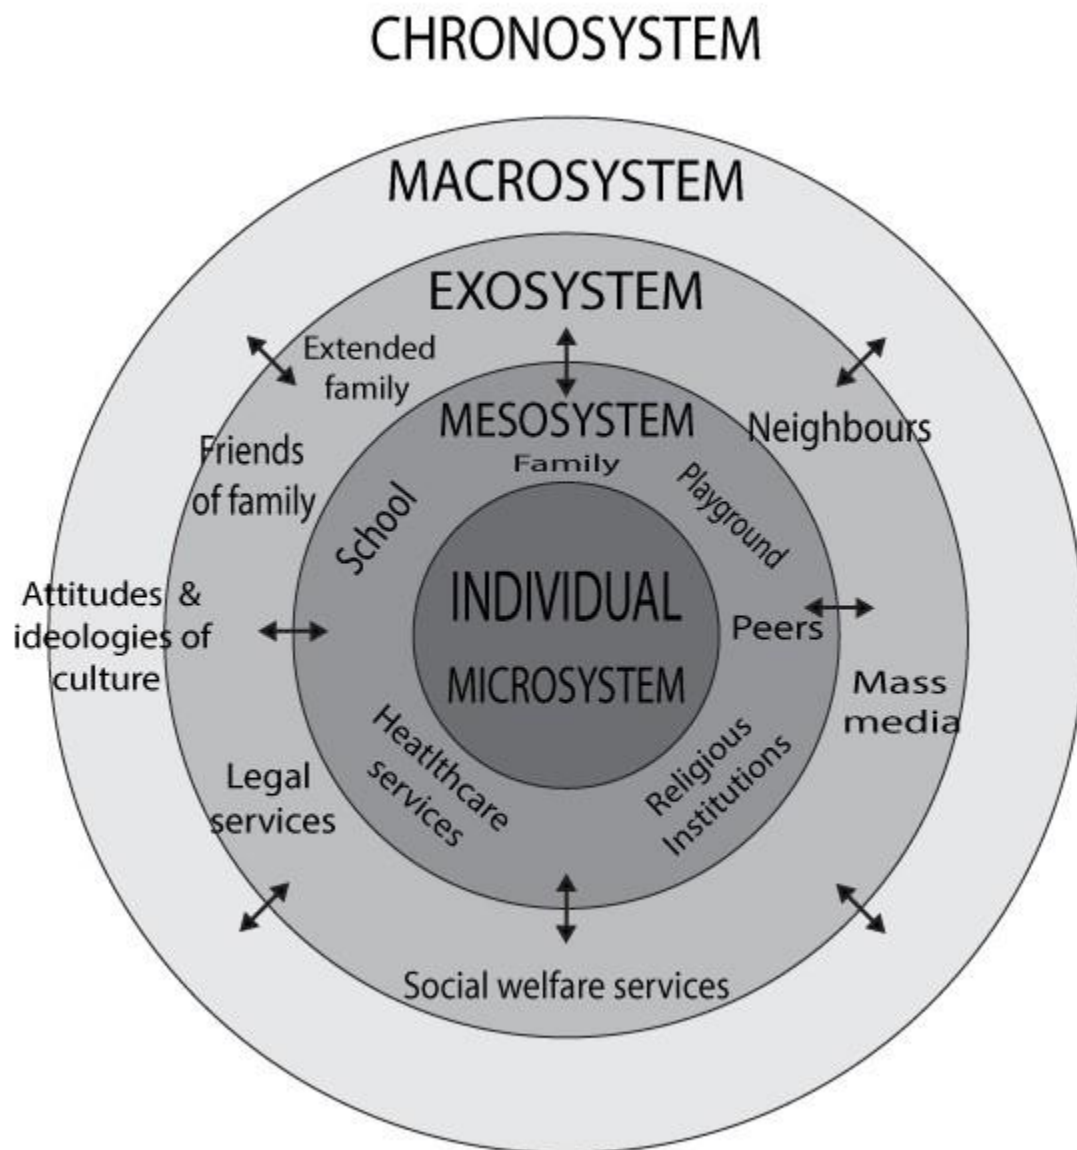 CHRONOSYSTEM
MACROSYSTEM
EXOSYSTEM
Extended
family
MESOSYSTEM
Neighbours
Friends
of family
Family
Playground
School
INDIVIDUAL
MICROSYSTEM
Peers
Attitudes &
ideologies of
culture
Mass
media
Heatlthcare
services
Religious
Institutions
Legal
services
Social welfare services